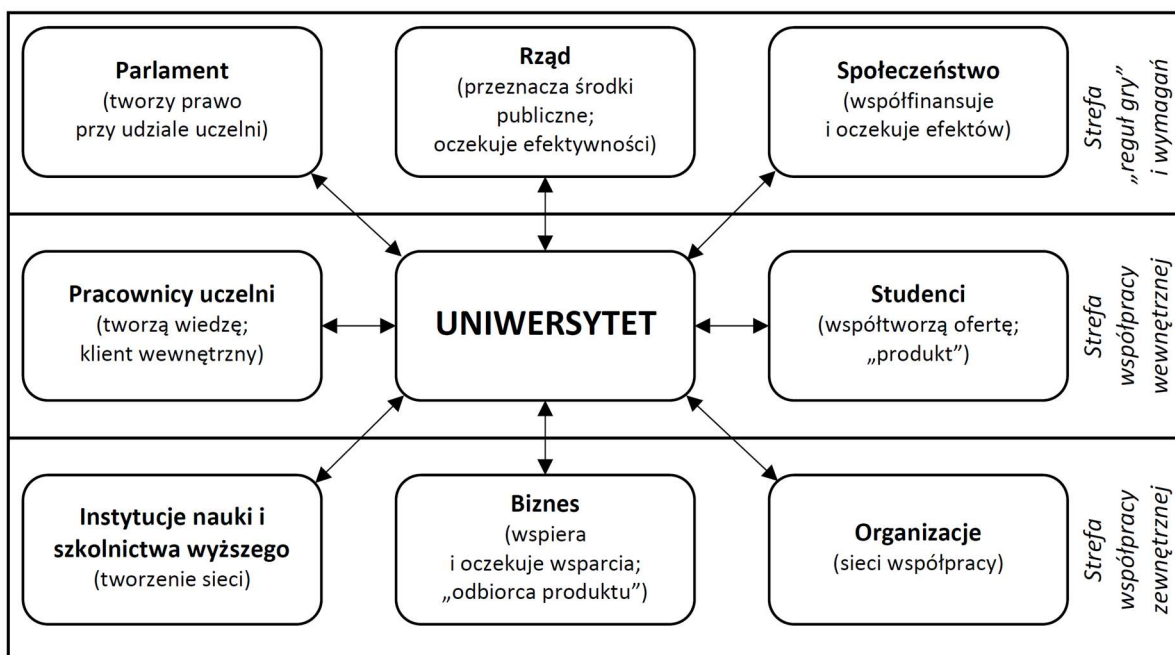 Parlament
(tworzy prawo
przy udziale uczelni)
Rząd
(przeznacza środki
publiczne;
oczekuje efektywności)
Społeczeństwo
(współfinansuje
i oczekuje efektów)
Strefa
„reguł gry”
i wymagań
Pracownicy uczelni
(tworzą wiedzę;
klient wewnętrzny)
UNIWERSYTET
Studenci
(współtworzą ofertę;
„produkt”)
Strefa
współpracy
wewnętrznej
Instytucje nauki i
szkolnictwa wyższego
(tworzenie sieci)
Biznes
(wspiera
i oczekuje wsparcia;
„odbiorca produktu”)
Organizacje
(sieci współpracy)
Strefa
współpracy
zewnętrznej